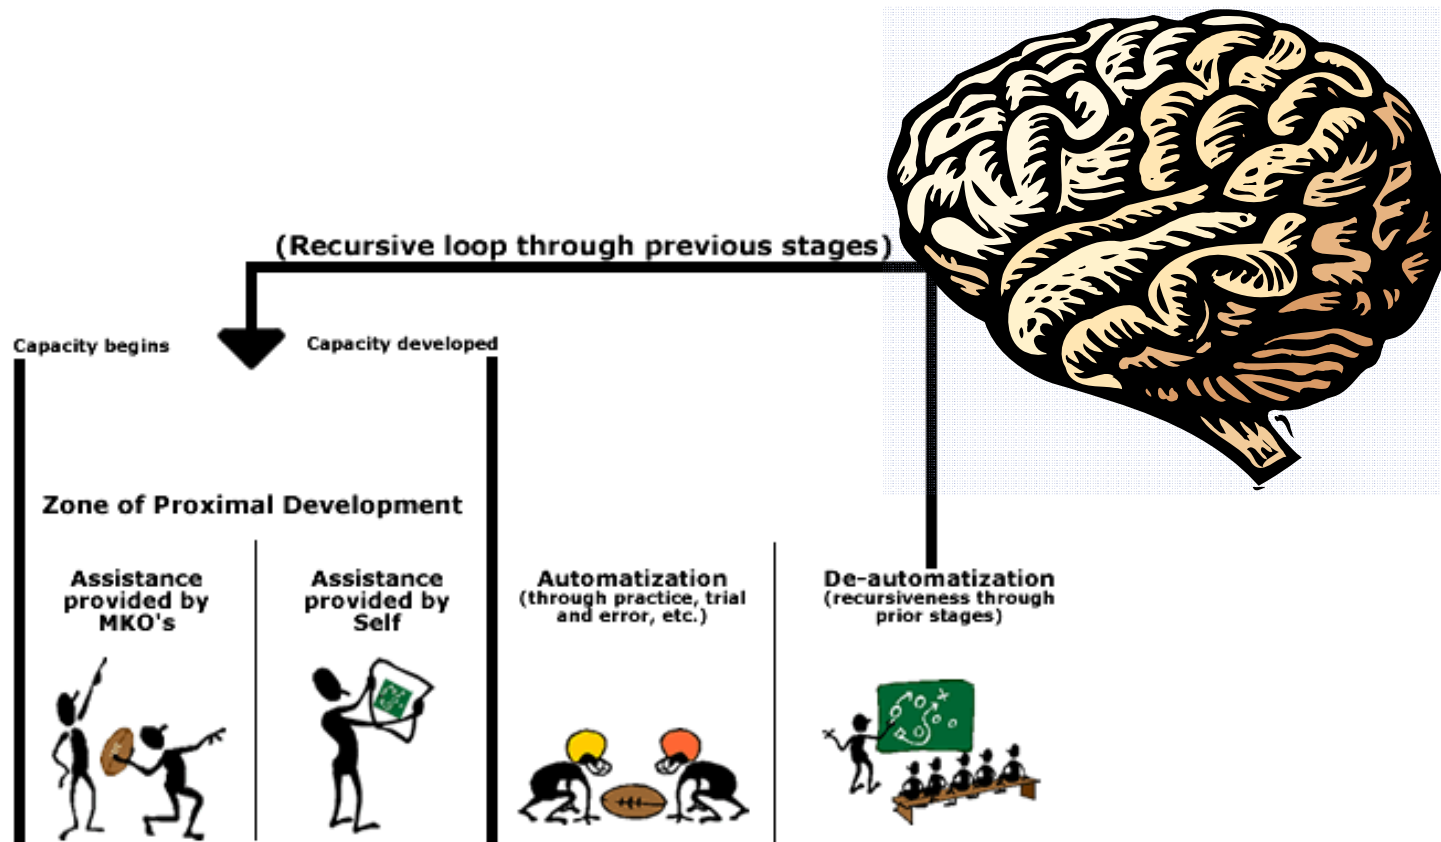 (Recursive loop through previous stages)
Capacity begins
Capacity developed
Zone of Proximal Development
Assistance
provided by
MKO's
Assistance
provided by
Self
Automatization
(through practice, trial
and error, etc.)
De-automatization
(recursiveness through
prior stages)